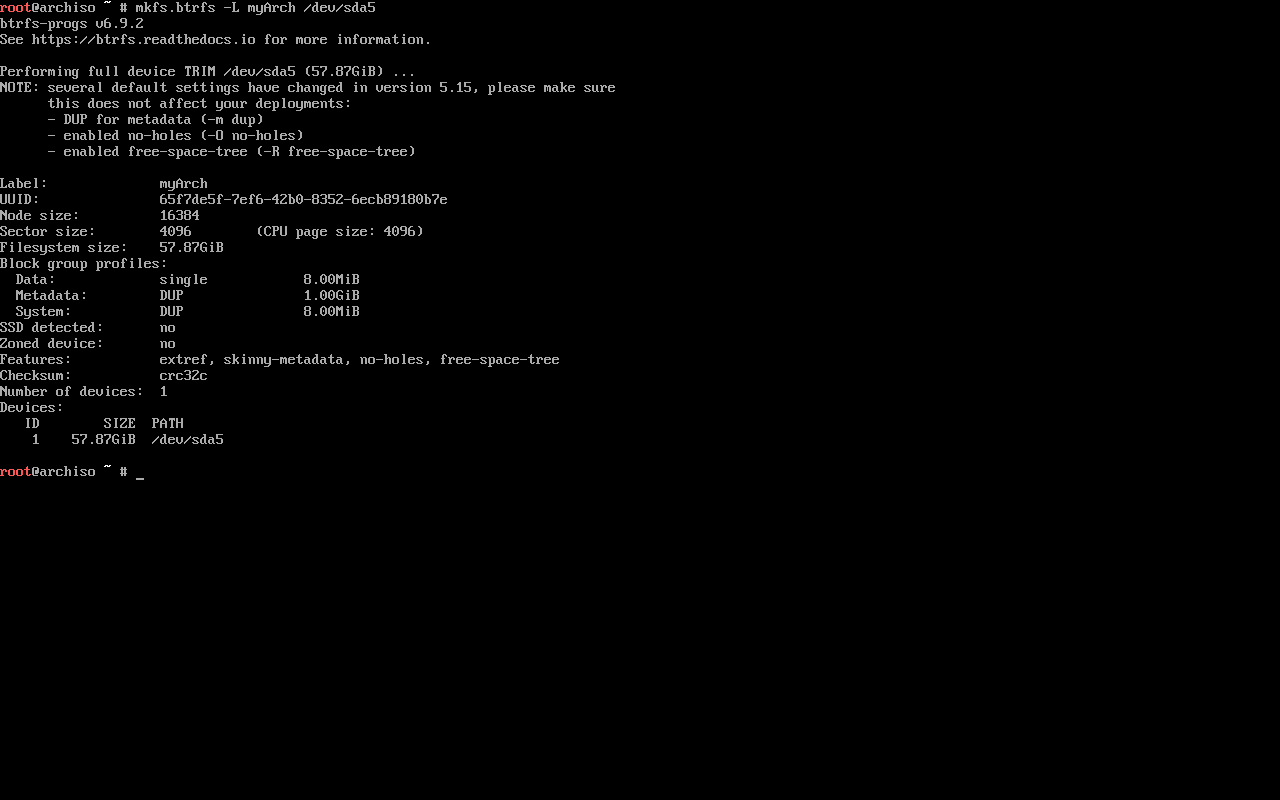 root@archiso ~ # mkfs.btrfs -L myArch /dev/sda5
btrfs-progs v6.9.2
See https://btrfs.readthedocs.io for more information.
Performing full device TRIM /dev/sda5 (57.87GiB) ...
NOTE: several default settings have changed in version 5.15, please make sure
      this does not affect your deployments:
      - DUP for metadata (-m dup)
      - enabled no-holes (-O no-holes)
      - enabled free-space-tree (-R free-space-tree)
Label:              myArch
UUID:               65f7de5f-7ef6-42b0-8352-6ecb89180b7e
Node size:          16384
Sector size:        4096        (CPU page size: 4096)
Filesystem size:    57.87GiB
Block group profiles:
  Data:             single            8.00MiB
  Metadata:         DUP               1.00GiB
  System:           DUP               8.00MiB
SSD detected:       no
Zoned device:       no
Features:           extref, skinny-metadata, no-holes, free-space-tree
Checksum:           crc32c
Number of devices:  1
Devices:
   ID        SIZE  PATH
    1    57.87GiB  /dev/sda5
root@archiso ~ # _